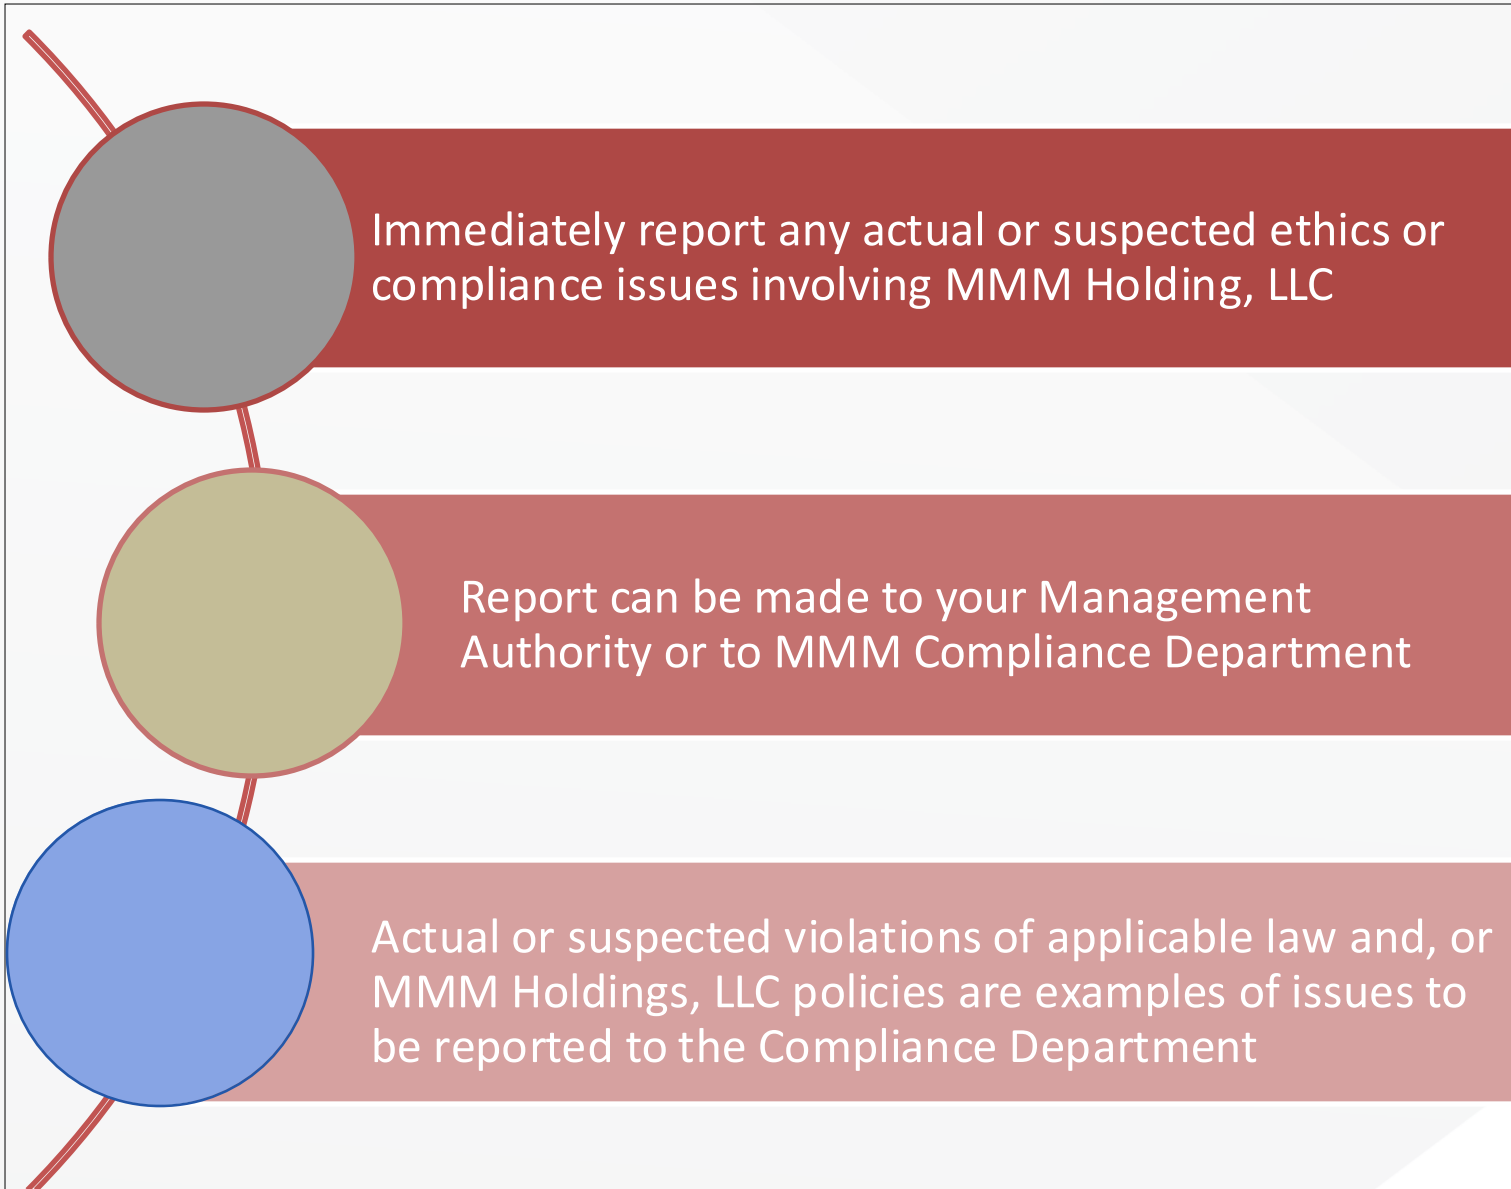 Immediately report any actual or suspected ethics or
compliance issues involving MMM Holding, LLC
Report can be made to your Management
Authority or to MMM Compliance Department
Actual or suspected violations of applicable law and, or
MMM Holdings, LLC policies are examples of issues to
be reported to the Compliance Department